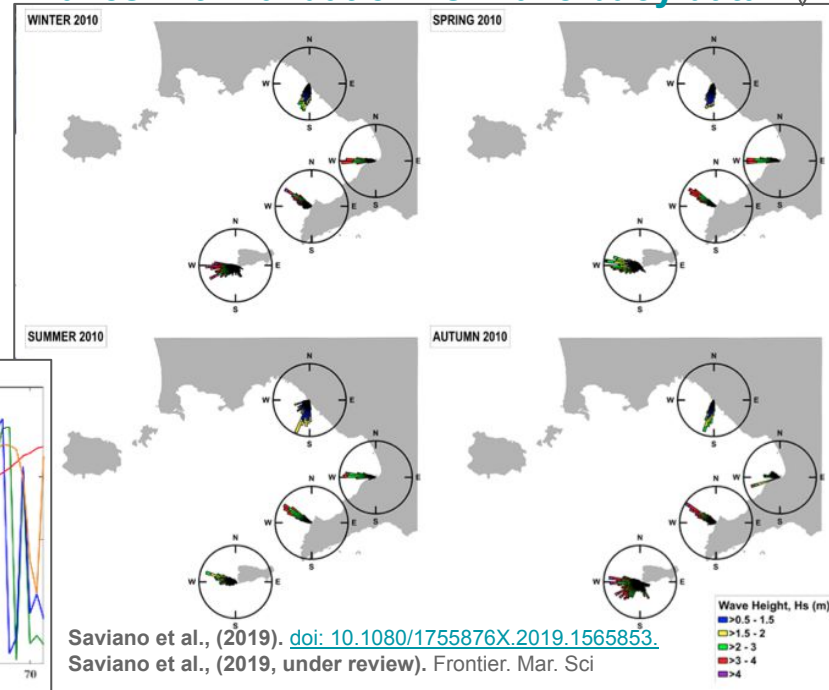 WINTER 2010
SPRING 2010
N
W E
S
N
W E
S
N
W E
S
N
W E
S
N
W E
S
N
W E
S
N
W E
S
N
W E
S
SUMMER 2010
AUTUMN 2010
N
W E
S
N
W E
S
N
W E
S
N
W E
S
N
W E
S
N
W E
S
N
W E
S
N
W E
S
Wave Height, Hs (m)
>0.5 - 1.5
>1.5 - 2
>2 - 3
>3 - 4
>4
70
Saviano et al., (2019). doi: 10.1080/1755876X.2019.1565853.
Saviano et al., (2019, under review). Frontier. Mar. Sci